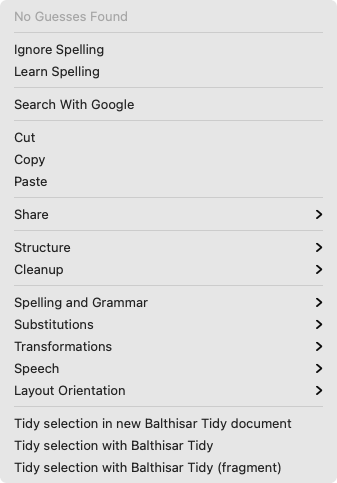 No Guesses Found
Ignore Spelling
Learn Spelling
Search With Google
Cut
Copy
Paste
Share
Structure
Cleanup
Spelling and Grammar
Substitutions
Transformations
Speech
Layout Orientation
Tidy selection in new Balthisar Tidy document
Tidy selection with Balthisar Tidy
Tidy selection with Balthisar Tidy (fragment)